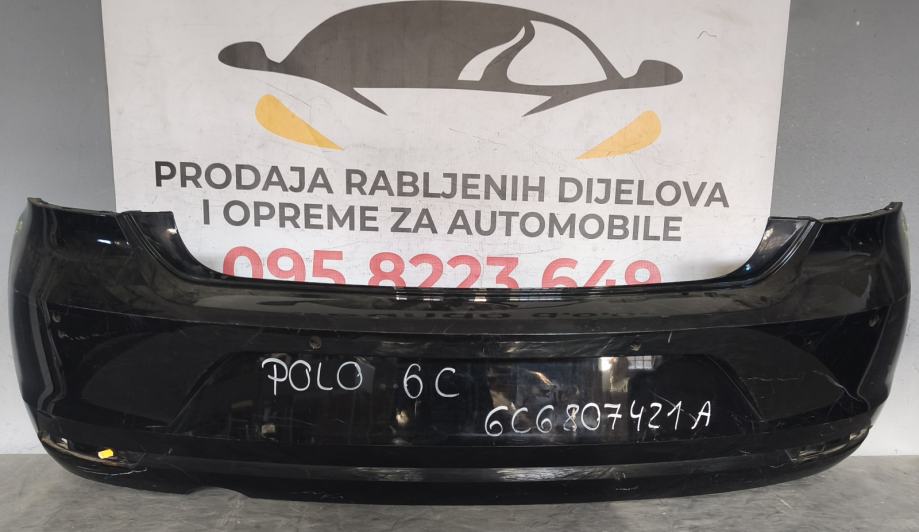 PRODAJA RABLJENIH DIJELOVA
I OPREME ZA AUTOMOBILE
095 8223 649
POLO 6C
6C6807421A